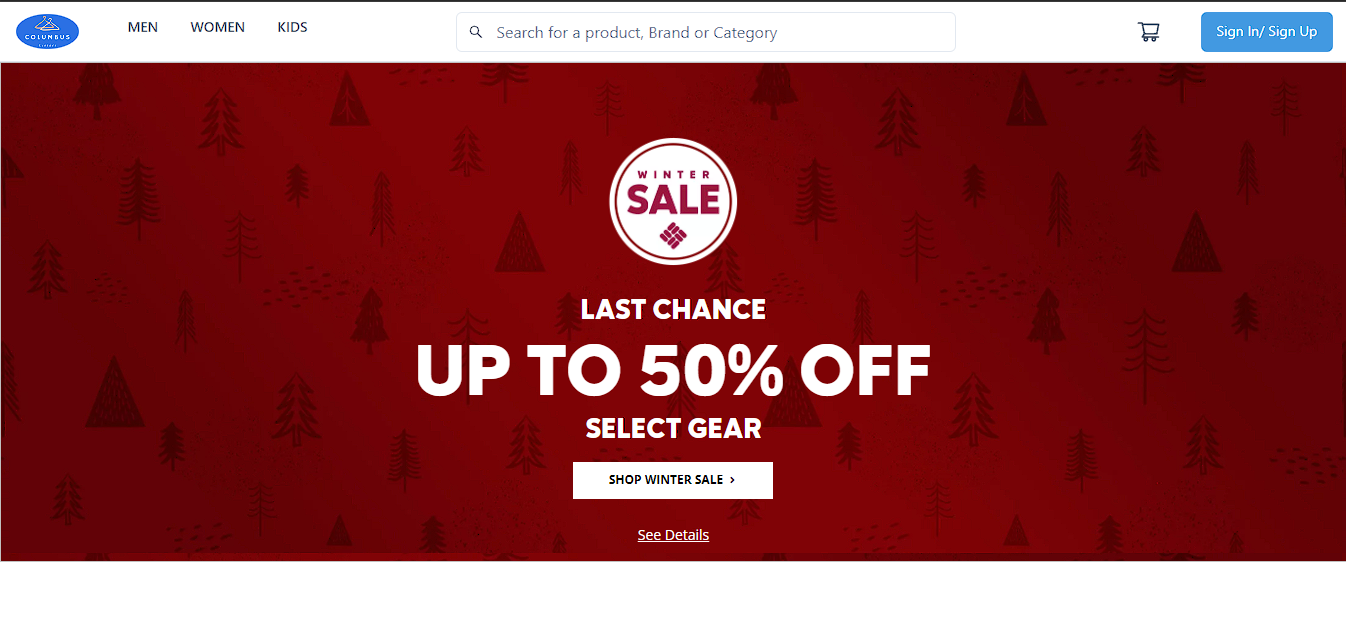 COLUMBUS
MEN
WOMEN
KIDS
Search for a product, Brand or Category
Sign In/ Sign Up
WINTER
SALE
LAST CHANCE
UP TO 50% OFF
SELECT GEAR
SHOP WINTER SALE ›
See Details